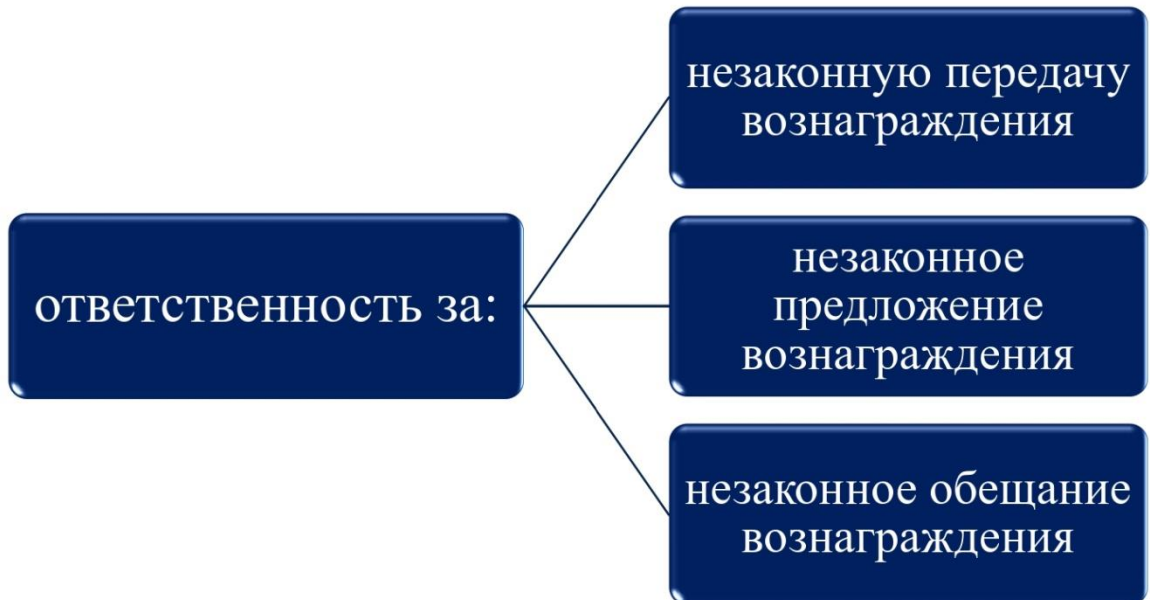 ответственность за:
незаконную передачу
вознаграждения
незаконное
предложение
вознаграждения
незаконное обещание
вознаграждения